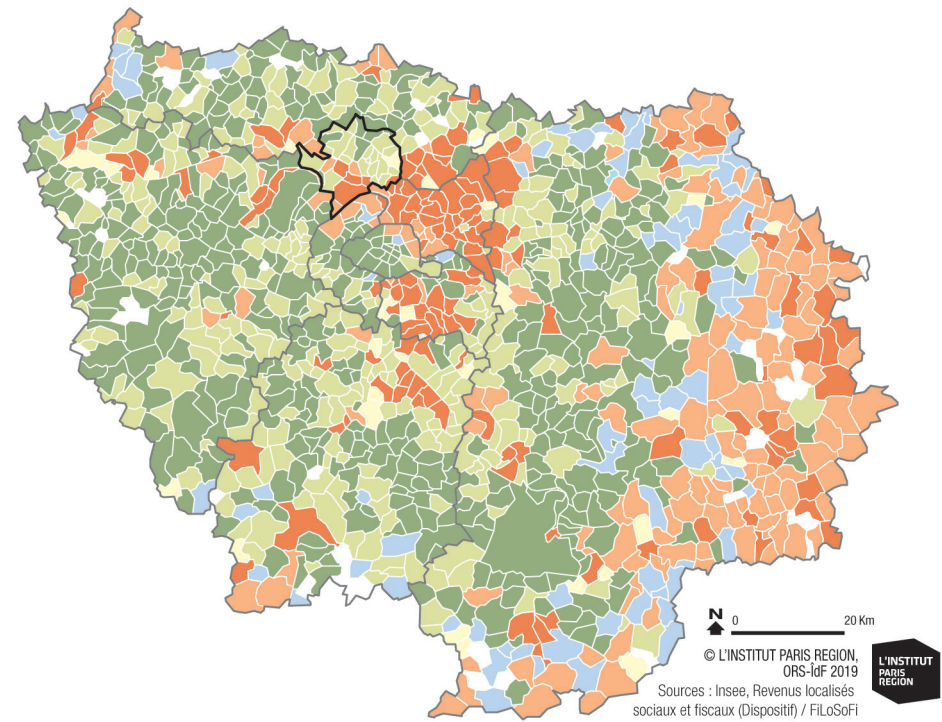 N
0 20 Km
© L'INSTITUT PARIS REGION,
ORS-ÎdF 2019
Sources : Insee, Revenus localisés
sociaux et fiscaux (Dispositif) / FiLoSoFi
L'INSTITUT
PARIS
REGION